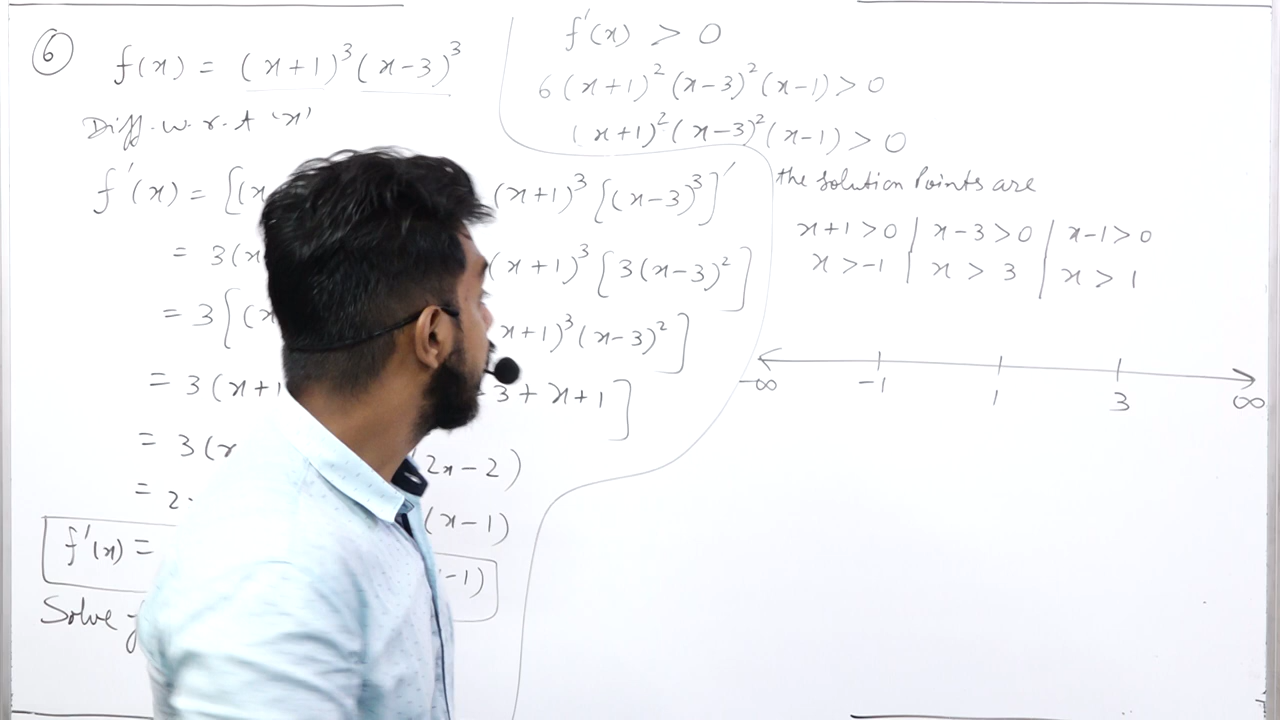 6 f(x) = (x+1)³(x-3)³
Diff. w.r.t 'x'
f'(x) = [(x (x+1)³[(x-3)³]'
= 3(x (x+1)³[3(x-3)²]
= 3[(x x+1)³(x-3)²]
= 3(x+1 3+x+1]
= 3(x (2x-2)
= 2. (x-1)
f'(x) = -1)
Solve
f'(x) > 0
6(x+1)²(x-3)²(x-1) > 0
(x+1)²(x-3)²(x-1) > 0
the solution Points are
x+1>0 | x-3>0 | x-1>0
x>-1 | x > 3 | x > 1
-∞ -1 1 3 ∞